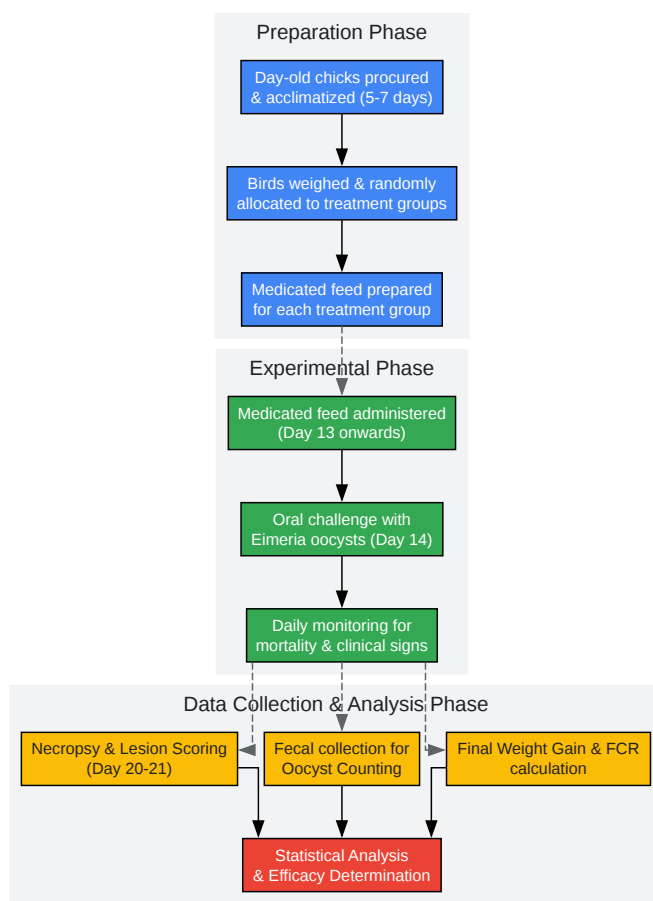 Preparation Phase
Day-old chicks procured
& acclimatized (5-7 days)
Birds weighed & randomly
allocated to treatment groups
Medicated feed prepared
for each treatment group
Experimental Phase
Medicated feed administered
(Day 13 onwards)
Oral challenge with
Eimeria oocysts (Day 14)
Daily monitoring for
mortality & clinical signs
Data Collection & Analysis Phase
Necropsy & Lesion Scoring
(Day 20-21)
Fecal collection for
Oocyst Counting
Final Weight Gain & FCR
calculation
Statistical Analysis
& Efficacy Determination